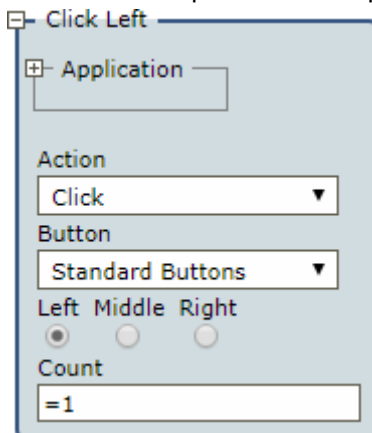 Click Left
Application
Action
Click
Button
Standard Buttons
Left Middle Right
Count
=1